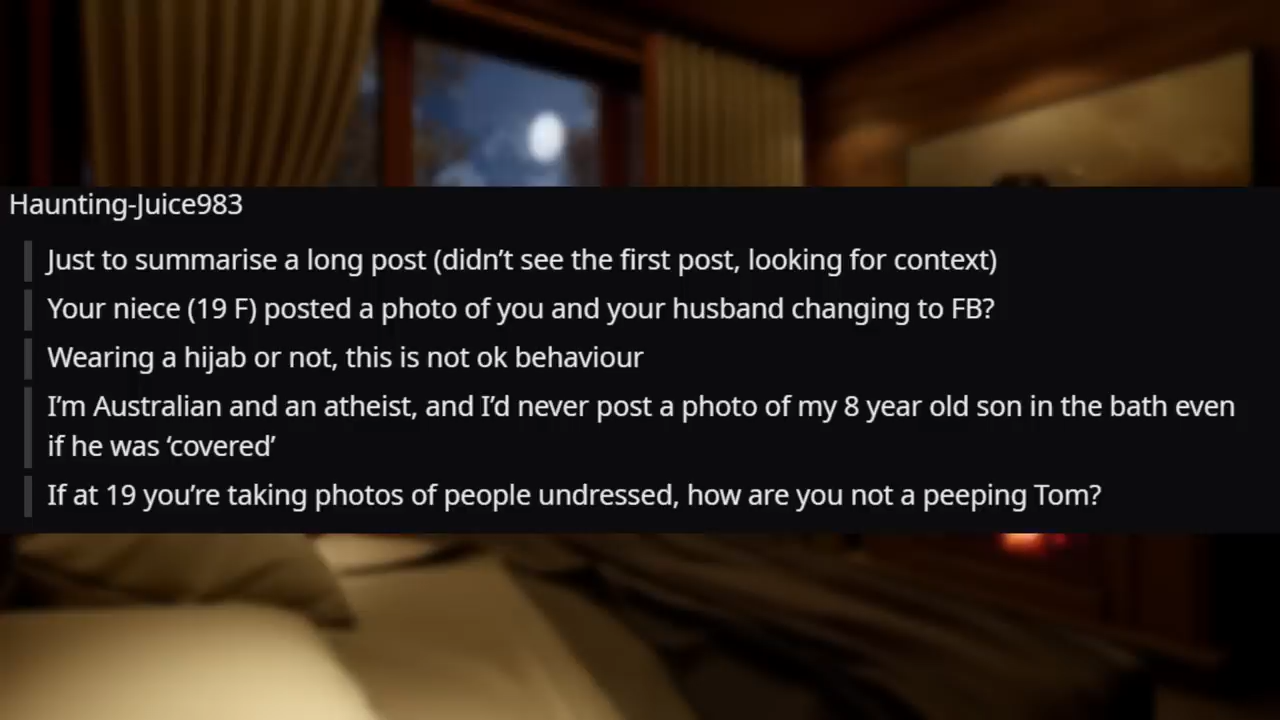 Haunting-Juice983
Just to summarise a long post (didn’t see the first post, looking for context)
Your niece (19 F) posted a photo of you and your husband changing to FB?
Wearing a hijab or not, this is not ok behaviour
I’m Australian and an atheist, and I’d never post a photo of my 8 year old son in the bath even
if he was ‘covered’
If at 19 you’re taking photos of people undressed, how are you not a peeping Tom?